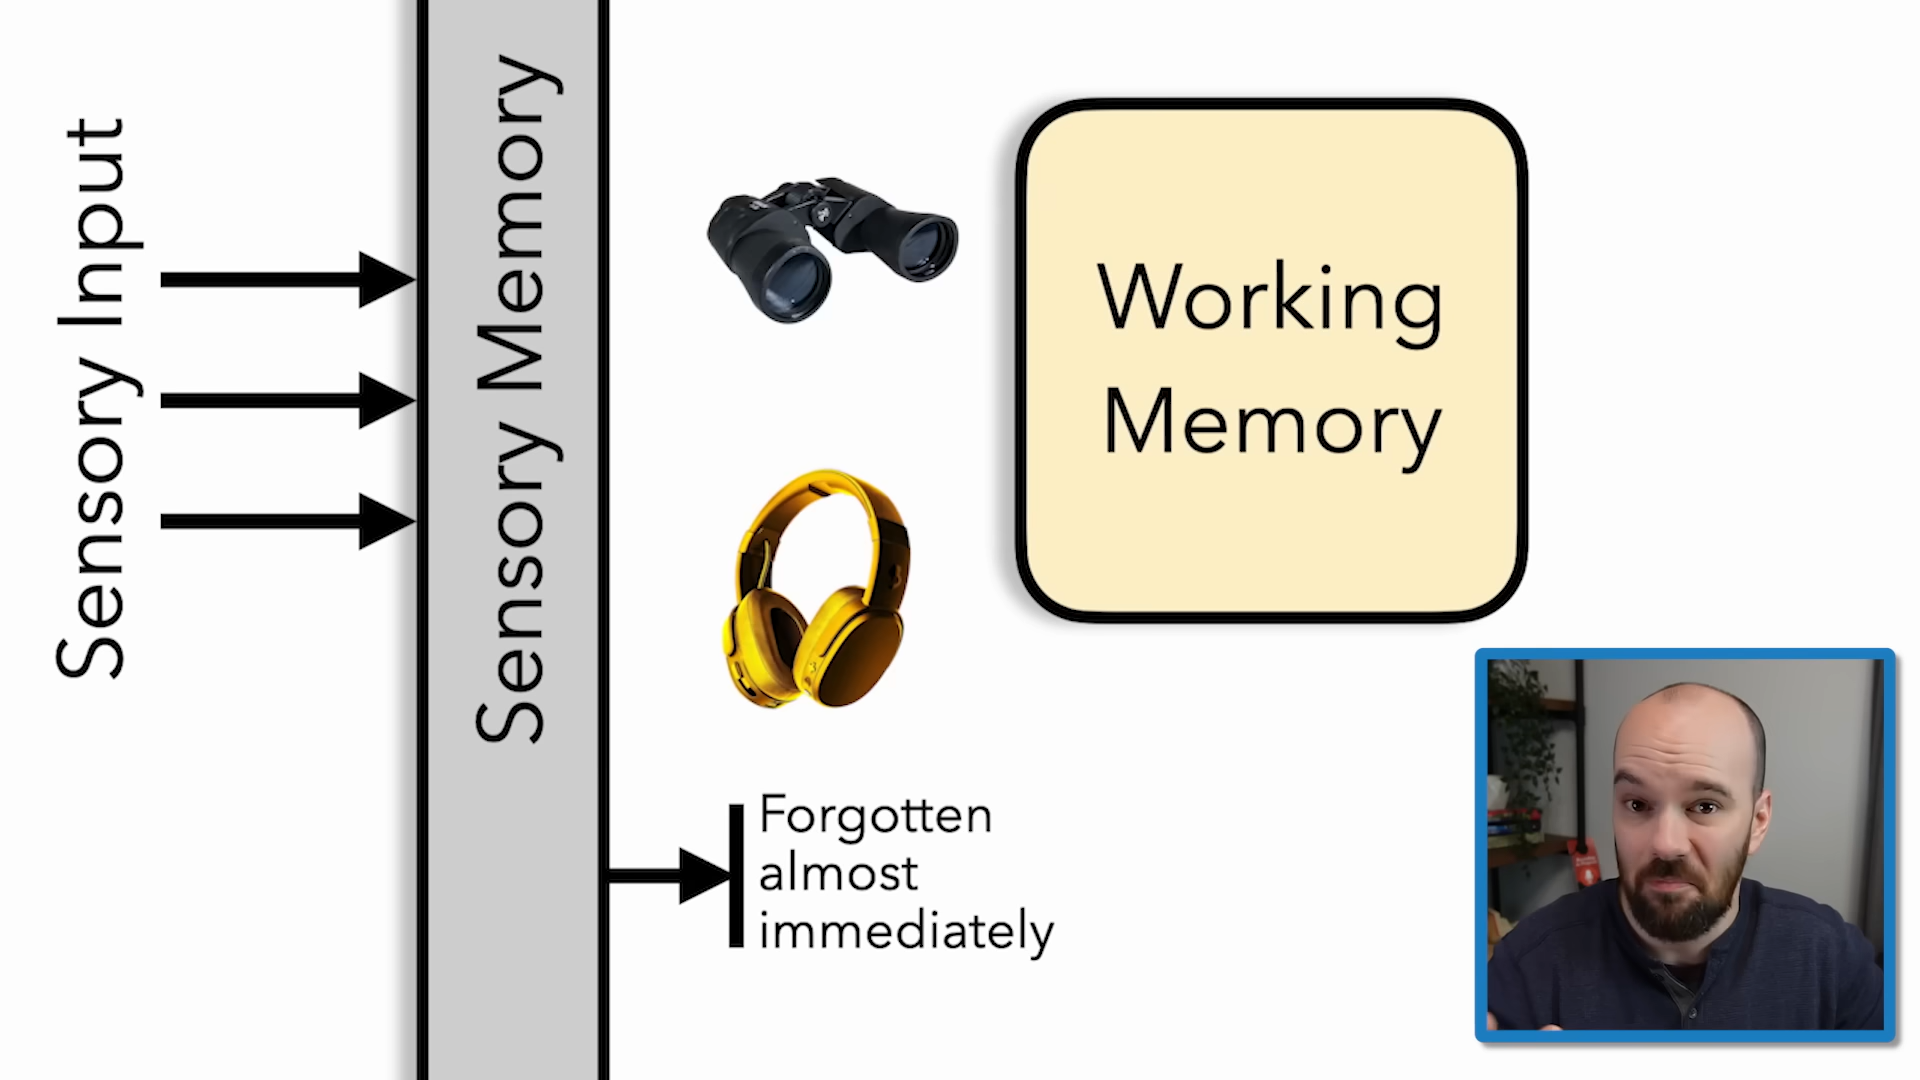 Sensory Input
Sensory Memory
Working
Memory
Forgotten
almost
immediately